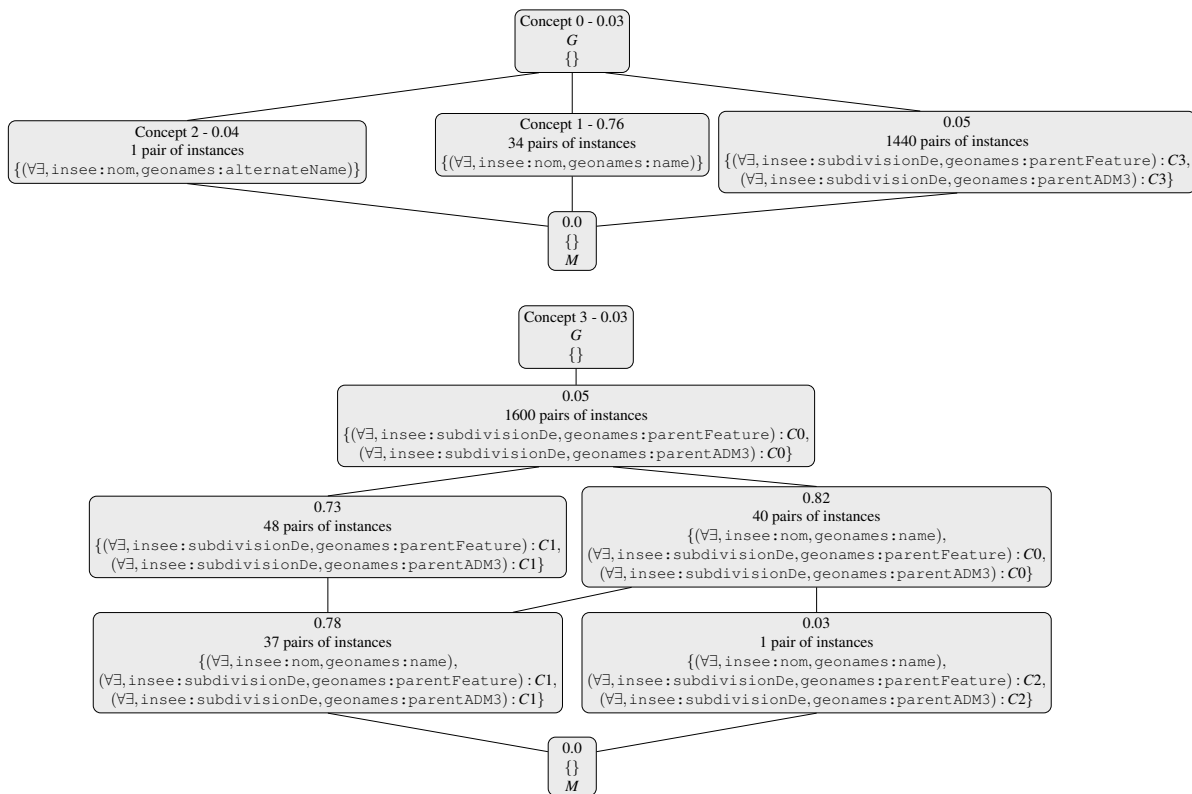 Concept 0 - 0.03
G
{}
Concept 2 - 0.04
1 pair of instances
{(∀∃,insee:nom,geonames:alternateName)}
Concept 1 - 0.76
34 pairs of instances
{(∀∃,insee:nom,geonames:name)}
0.05
1440 pairs of instances
{(∀∃,insee:subdivisionDe,geonames:parentFeature):C3,
(∀∃,insee:subdivisionDe,geonames:parentADM3):C3}
0.0
{}
M
Concept 3 - 0.03
G
{}
0.05
1600 pairs of instances
{(∀∃,insee:subdivisionDe,geonames:parentFeature):C0,
(∀∃,insee:subdivisionDe,geonames:parentADM3):C0}
0.73
48 pairs of instances
{(∀∃,insee:subdivisionDe,geonames:parentFeature):C1,
(∀∃,insee:subdivisionDe,geonames:parentADM3):C1}
0.82
40 pairs of instances
{(∀∃,insee:nom,geonames:name),
(∀∃,insee:subdivisionDe,geonames:parentFeature):C0,
(∀∃,insee:subdivisionDe,geonames:parentADM3):C0}
0.78
37 pairs of instances
{(∀∃,insee:nom,geonames:name),
(∀∃,insee:subdivisionDe,geonames:parentFeature):C1,
(∀∃,insee:subdivisionDe,geonames:parentADM3):C1}
0.03
1 pair of instances
{(∀∃,insee:nom,geonames:name),
(∀∃,insee:subdivisionDe,geonames:parentFeature):C2,
(∀∃,insee:subdivisionDe,geonames:parentADM3):C2}
0.0
{}
M